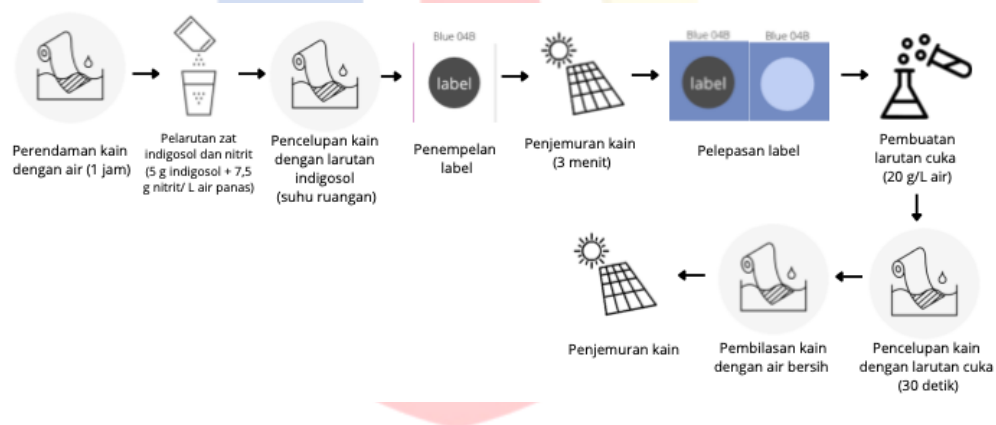 Perendaman kain
dengan air (1 jam)
Pelarutan zat
indigosol dan nitrit
(5 g indigosol + 7,5
g nitrit/ L air panas)
Pencelupan kain
dengan larutan
indigosol
(suhu ruangan)
Blue 04B
label
Penempelan
label
Penjemuran kain
(3 menit)
Blue 04B
Blue 04B
label
Pelepasan label
Pembuatan
larutan cuka
(20 g/L air)
Pencelupan kain
dengan larutan cuka
(30 detik)
Pembilasan kain
dengan air bersih
Penjemuran kain